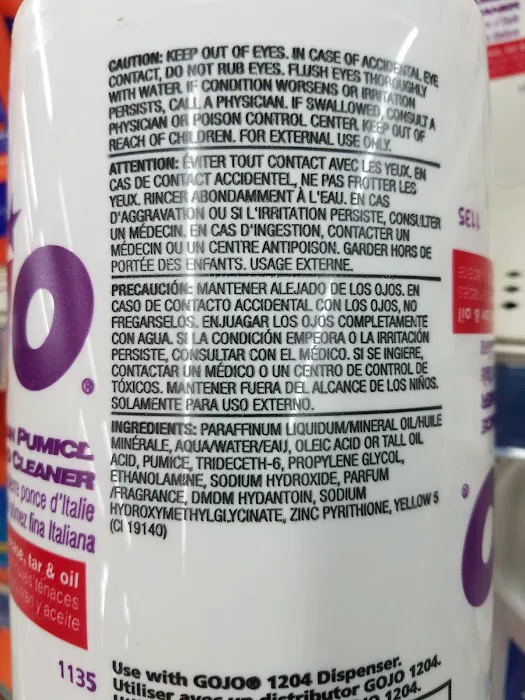 CAUTION: KEEP OUT OF EYES. IN CASE OF ACCIDENTAL EYE
CONTACT, DO NOT RUB EYES. FLUSH EYES THOROUGHLY
WITH WATER. IF CONDITION WORSENS OR IRRITATION
PERSISTS, CALL A PHYSICIAN. IF SWALLOWED, CONSULT A
PHYSICIAN OR POISON CONTROL CENTER. KEEP OUT OF
REACH OF CHILDREN. FOR EXTERNAL USE ONLY.
ATTENTION: ÉVITER TOUT CONTACT AVEC LES YEUX. EN
CAS DE CONTACT ACCIDENTEL, NE PAS FROTTER LES
YEUX. RINCER ABONDAMMENT À L'EAU. EN CAS
D'AGGRAVATION OU SI L'IRRITATION PERSISTE, CONSULTER
UN MÉDECIN. EN CAS D'INGESTION, CONTACTER UN
MÉDECIN OU UN CENTRE ANTIPOISON. GARDER HORS DE
PORTÉE DES ENFANTS. USAGE EXTERNE.
PRECAUCIÓN: MANTENER ALEJADO DE LOS OJOS. EN
CASO DE CONTACTO ACCIDENTAL CON LOS OJOS, NO
FREGARSELOS. ENJUAGAR LOS OJOS COMPLETAMENTE
CON AGUA. SI LA CONDICIÓN EMPEORA O LA IRRITACIÓN
PERSISTE, CONSULTAR CON EL MÉDICO. SI SE INGIERE,
CONTACTAR UN MÉDICO O UN CENTRO DE CONTROL DE
TÓXICOS. MANTENER FUERA DEL ALCANCE DE LOS NIÑOS.
SOLAMENTE PARA USO EXTERNO.
INGREDIENTS: PARAFFINUM LIQUIDUM/MINERAL OIL/HUILE
MINÉRALE, AQUA/WATER/EAU, OLEIC ACID OR TALL OIL
ACID, PUMICE, TRIDECETH-6, PROPYLENE GLYCOL,
ETHANOLAMINE, SODIUM HYDROXIDE, PARFUM
/FRAGRANCE, DMDM HYDANTOIN, SODIUM
HYDROXYMETHYLGLYCINATE, ZINC PYRITHIONE, YELLOW 5
(CI 19140)
O®
PUMICE
CLEANER
ponce d'Italie
fina Italiana
tar & oil
ténaces
y aceite
1135
Use with GOJO® 1204 Dispenser.
Utiliser avec un distributor GOJO 1204.
1204.
1135
& oil